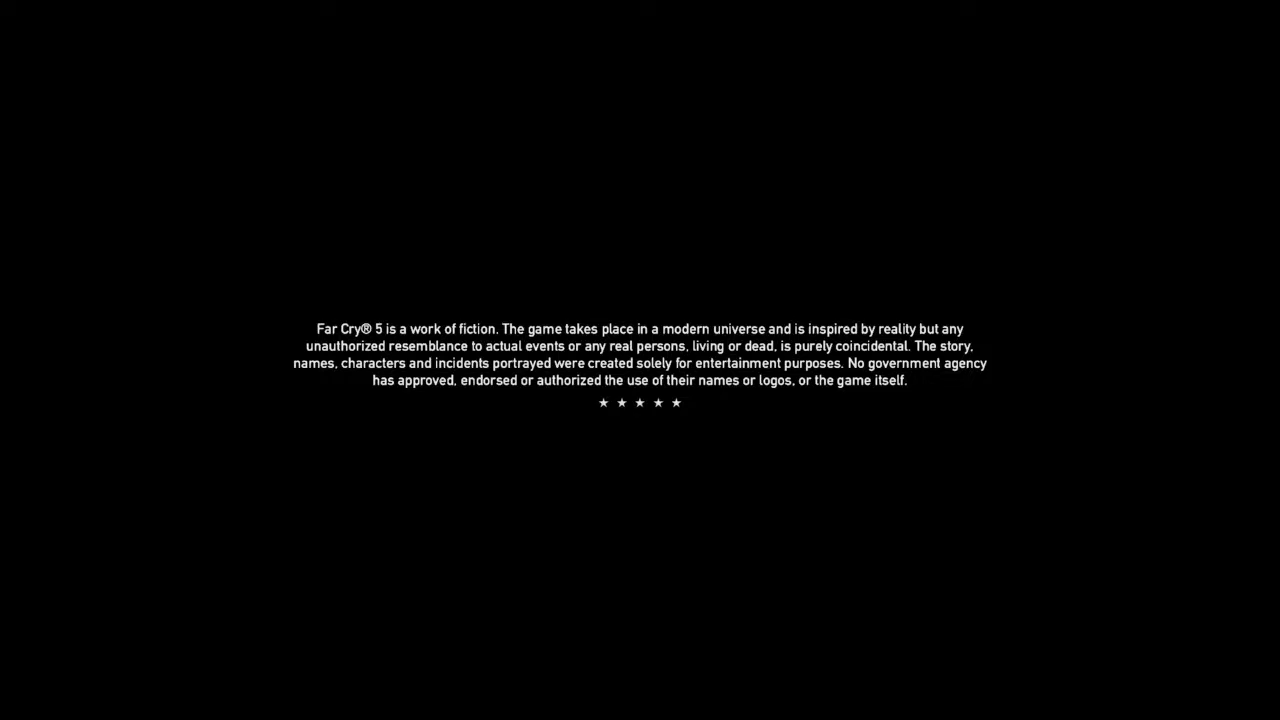 Far Cry® 5 is a work of fiction. The game takes place in a modern universe and is inspired by reality but any
unauthorized resemblance to actual events or any real persons, living or dead, is purely coincidental. The story,
names, characters and incidents portrayed were created solely for entertainment purposes. No government agency
has approved, endorsed or authorized the use of their names or logos, or the game itself.
★ ★ ★ ★ ★